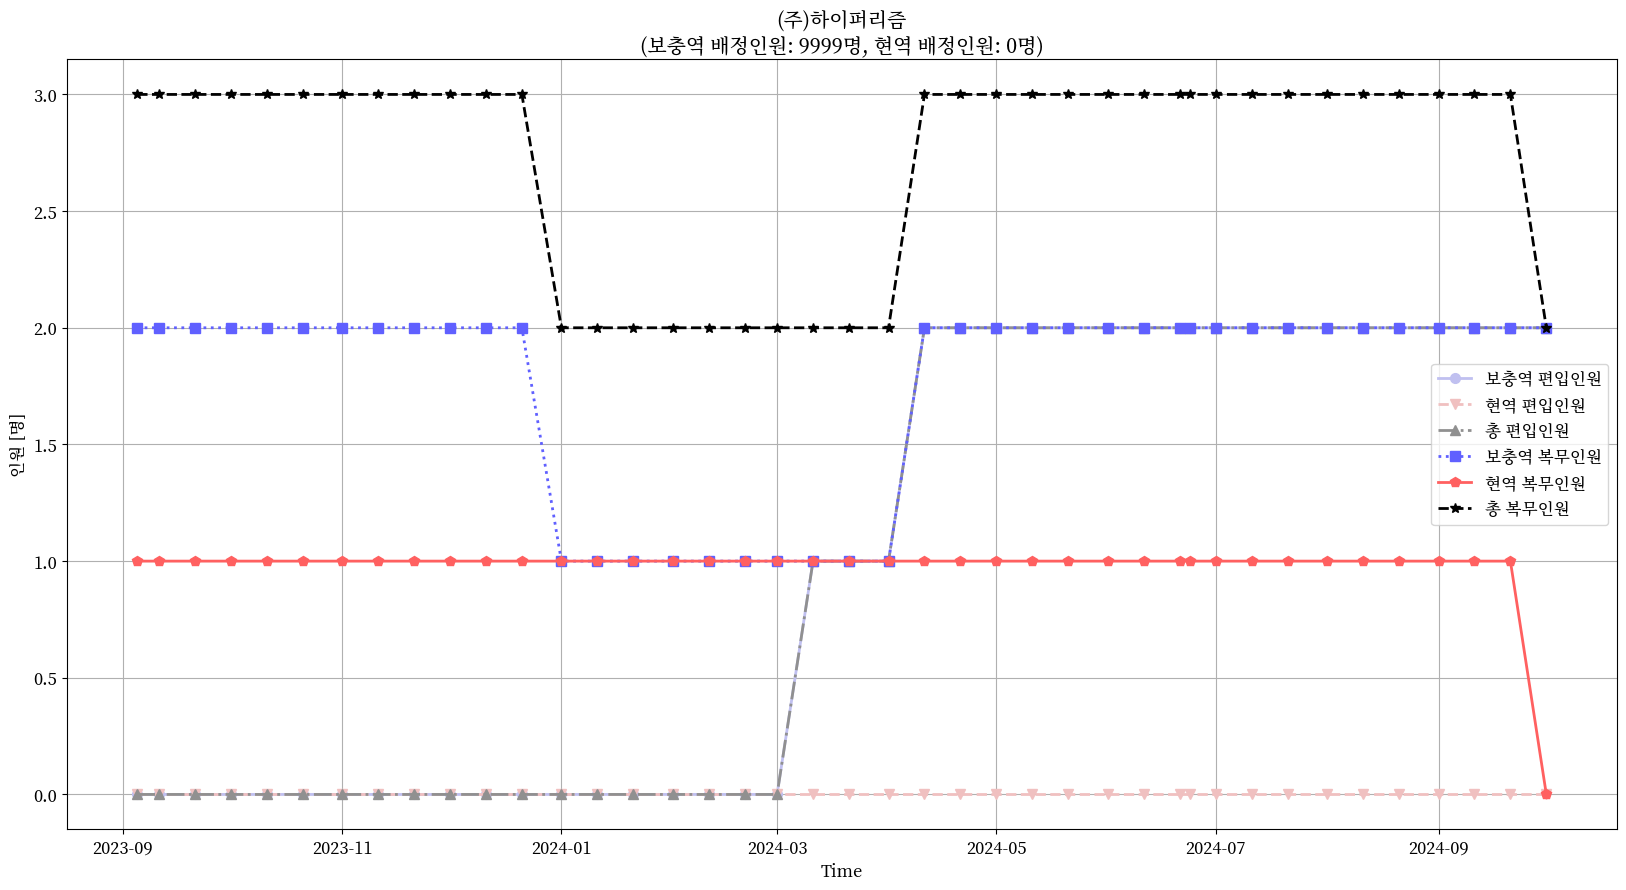 (주)하이퍼리즘
(보충역 배정인원: 9999명, 현역 배정인원: 0명)
인원 [명]
3.0
2.5
2.0
1.5
1.0
0.5
0.0
보충역 편입인원
현역 편입인원
총 편입인원
보충역 복무인원
현역 복무인원
총 복무인원
2023-09
2023-11
2024-01
2024-03
2024-05
2024-07
2024-09
Time